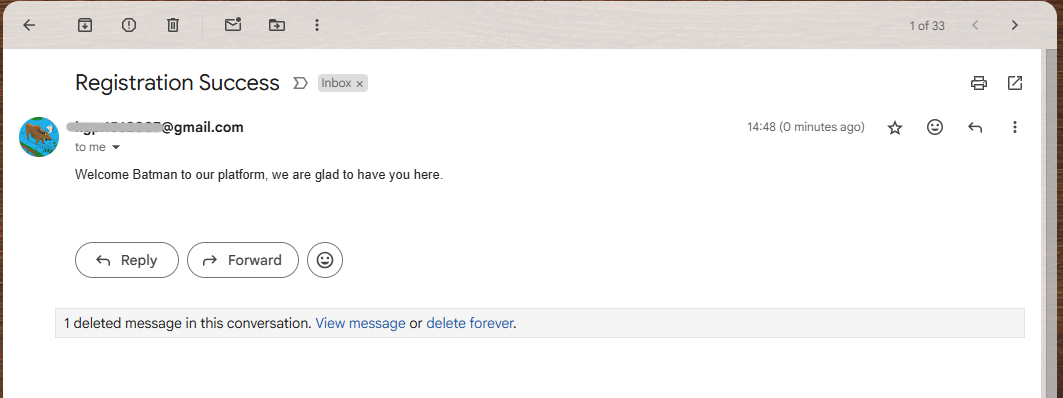 1 of 33
Registration Success
Inbox ×
@gmail.com
14:48 (0 minutes ago)
to me
Welcome Batman to our platform, we are glad to have you here.
Reply
Forward
1 deleted message in this conversation. View message or delete forever.